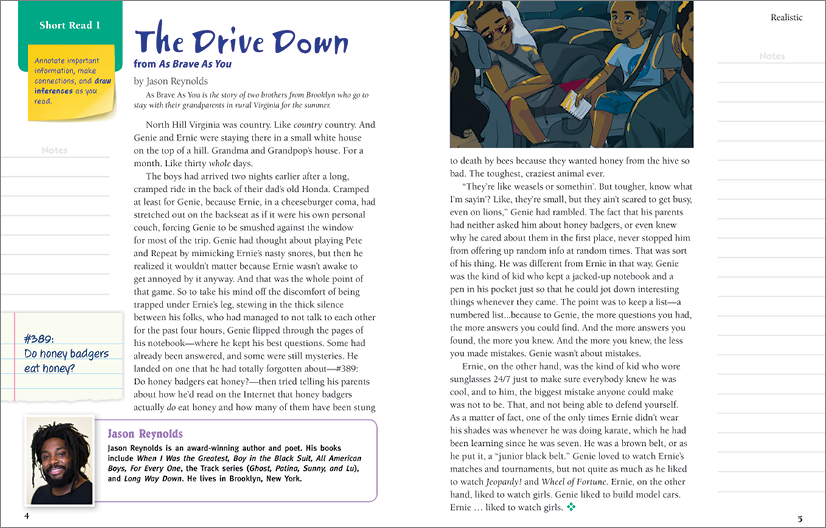 Short Read 1
Annotate important
information, make
connections, and draw
inferences as you
read.
Notes
#389:
Do honey badgers
eat honey?
The Drive Down
from As Brave As You
by Jason Reynolds
As Brave As You is the story of two brothers from Brooklyn who go to
stay with their grandparents in rural Virginia for the summer.
North Hill Virginia was country. Like country country. And
Genie and Ernie were staying there in a small white house
on the top of a hill. Grandma and Grandpop's house. For a
month. Like thirty whole days.
The boys had arrived two nights earlier after a long,
cramped ride in the back of their dad's old Honda. Cramped
at least for Genie, because Ernie, in a cheeseburger coma, had
stretched out on the backseat as if it were his own personal
couch, forcing Genie to be smushed against the window
for most of the trip. Genie had thought about playing Pete
and Repeat by mimicking Ernie's nasty snores, but then he
realized it wouldn't matter because Ernie wasn't awake to
get annoyed by it anyway. And that was the whole point of
that game. So to take his mind off the discomfort of being
trapped under Ernie's leg, stewing in the thick silence
between his folks, who had managed to not talk to each other
for the past four hours, Genie flipped through the pages of
his notebook—where he kept his best questions. Some had
already been answered, and some were still mysteries. He
landed on one that he had totally forgotten about—#389:
Do honey badgers eat honey?—then tried telling his parents
about how he'd read on the Internet that honey badgers
actually do eat honey and how many of them have been stung
Jason Reynolds
Jason Reynolds is an award-winning author and poet. His books
include When I Was the Greatest, Boy in the Black Suit, All American
Boys, For Every One, the Track series (Ghost, Patina, Sunny, and Lu),
and Long Way Down. He lives in Brooklyn, New York.
4
Realistic
Notes
to death by bees because they wanted honey from the hive so
bad. The toughest, craziest animal ever.
"They're like weasels or somethin'. But tougher, know what
I'm sayin'? Like, they're small, but they ain't scared to get busy,
even on lions," Genie had rambled. The fact that his parents
had neither asked him about honey badgers, or even knew
why he cared about them in the first place, never stopped him
from offering up random info at random times. That was sort
of his thing. He was different from Ernie in that way. Genie
was the kind of kid who kept a jacked-up notebook and a
pen in his pocket just so that he could jot down interesting
things whenever they came. The point was to keep a list—a
numbered list...because to Genie, the more questions you had,
the more answers you could find. And the more answers you
found, the more you knew. And the more you knew, the less
you made mistakes. Genie wasn't about mistakes.
Ernie, on the other hand, was the kind of kid who wore
sunglasses 24/7 just to make sure everybody knew he was
cool, and to him, the biggest mistake anyone could make
was not to be. That, and not being able to defend yourself.
As a matter of fact, one of the only times Ernie didn't wear
his shades was whenever he was doing karate, which he had
been learning since he was seven. He was a brown belt, or as
he put it, a "junior black belt." Genie loved to watch Ernie's
matches and tournaments, but not quite as much as he liked
to watch Jeopardy! and Wheel of Fortune. Ernie, on the other
hand, liked to watch girls. Genie liked to build model cars.
Ernie … liked to watch girls.
5